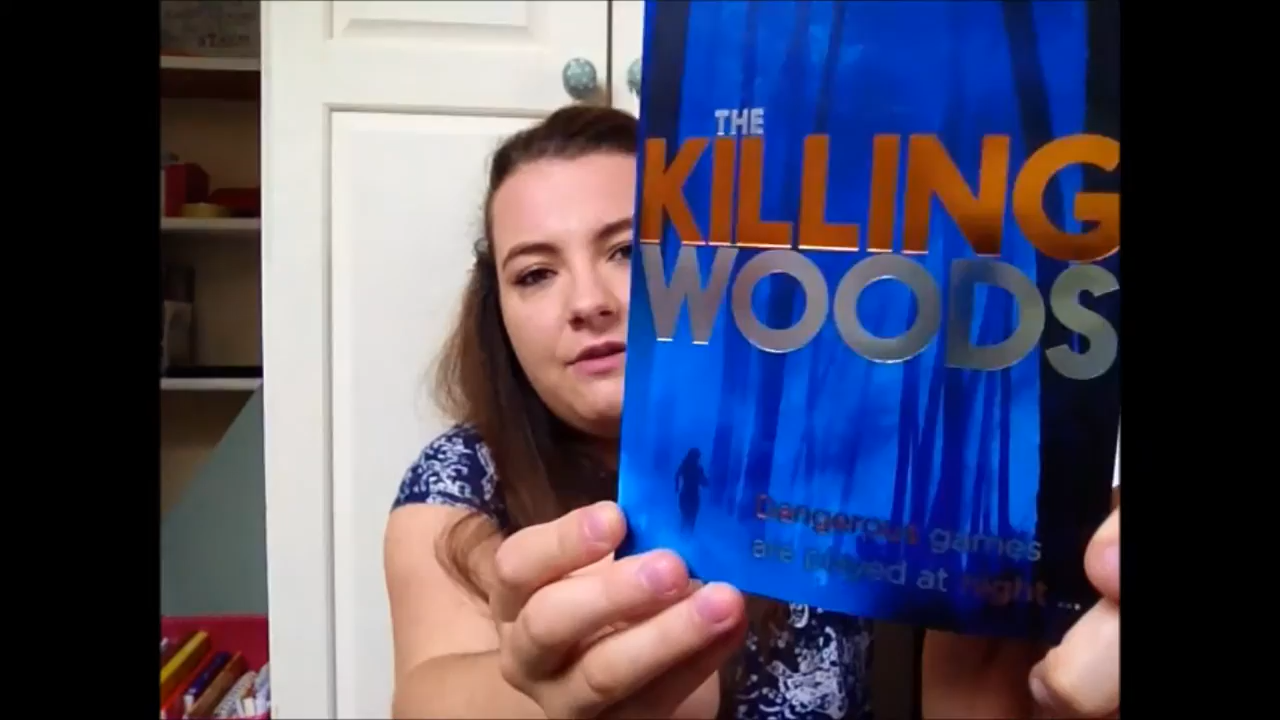 THE
KILLING
WOODS
Dangerous games
are played at night ...